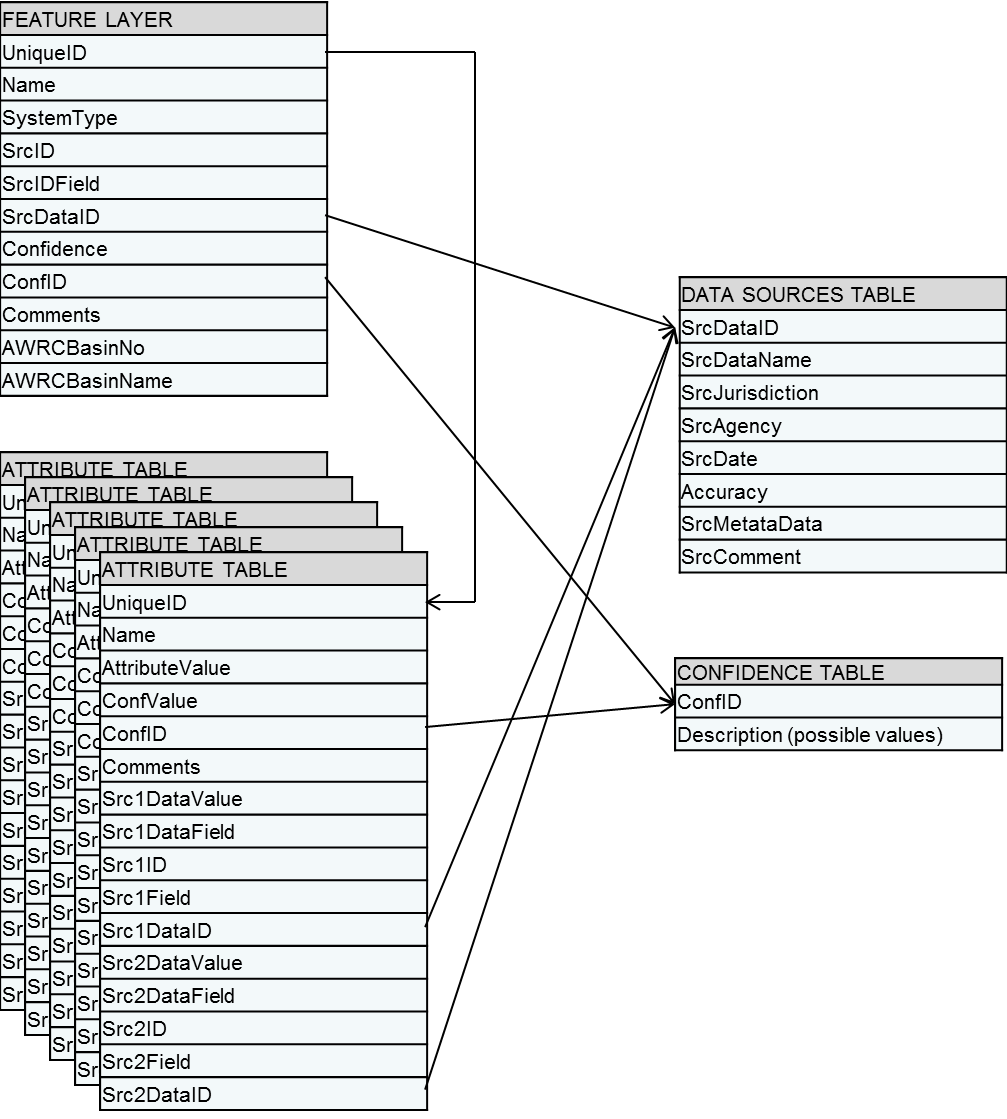 FEATURE LAYER
UniqueID
Name
SystemType
SrcID
SrcIDField
SrcDataID
Confidence
ConfID
Comments
AWRCBasinNo
AWRCBasinName
DATA SOURCES TABLE
SrcDataID
SrcDataName
SrcJurisdiction
SrcAgency
SrcDate
Accuracy
SrcMetataData
SrcComment
CONFIDENCE TABLE
ConfID
Description (possible values)
ATTRIBUTE TABLE
ATTRIBUTE TABLE
ATTRIBUTE TABLE
ATTRIBUTE TABLE
ATTRIBUTE TABLE
UniqueID
Name
AttributeValue
ConfValue
ConfID
Comments
Src1DataValue
Src1DataField
Src1ID
Src1Field
Src1DataID
Src2DataValue
Src2DataField
Src2ID
Src2Field
Src2DataID